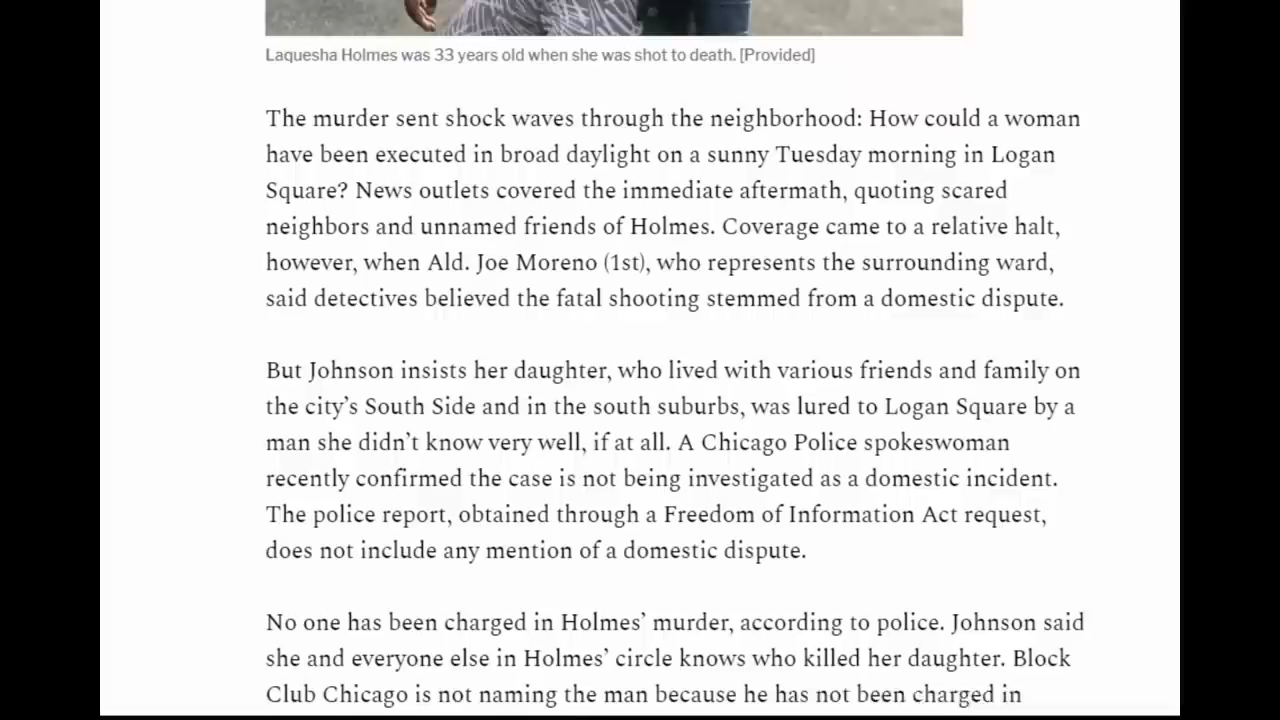 Laquesha Holmes was 33 years old when she was shot to death. [Provided]
The murder sent shock waves through the neighborhood: How could a woman
have been executed in broad daylight on a sunny Tuesday morning in Logan
Square? News outlets covered the immediate aftermath, quoting scared
neighbors and unnamed friends of Holmes. Coverage came to a relative halt,
however, when Ald. Joe Moreno (1st), who represents the surrounding ward,
said detectives believed the fatal shooting stemmed from a domestic dispute.
But Johnson insists her daughter, who lived with various friends and family on
the city’s South Side and in the south suburbs, was lured to Logan Square by a
man she didn’t know very well, if at all. A Chicago Police spokeswoman
recently confirmed the case is not being investigated as a domestic incident.
The police report, obtained through a Freedom of Information Act request,
does not include any mention of a domestic dispute.
No one has been charged in Holmes’ murder, according to police. Johnson said
she and everyone else in Holmes’ circle knows who killed her daughter. Block
Club Chicago is not naming the man because he has not been charged in